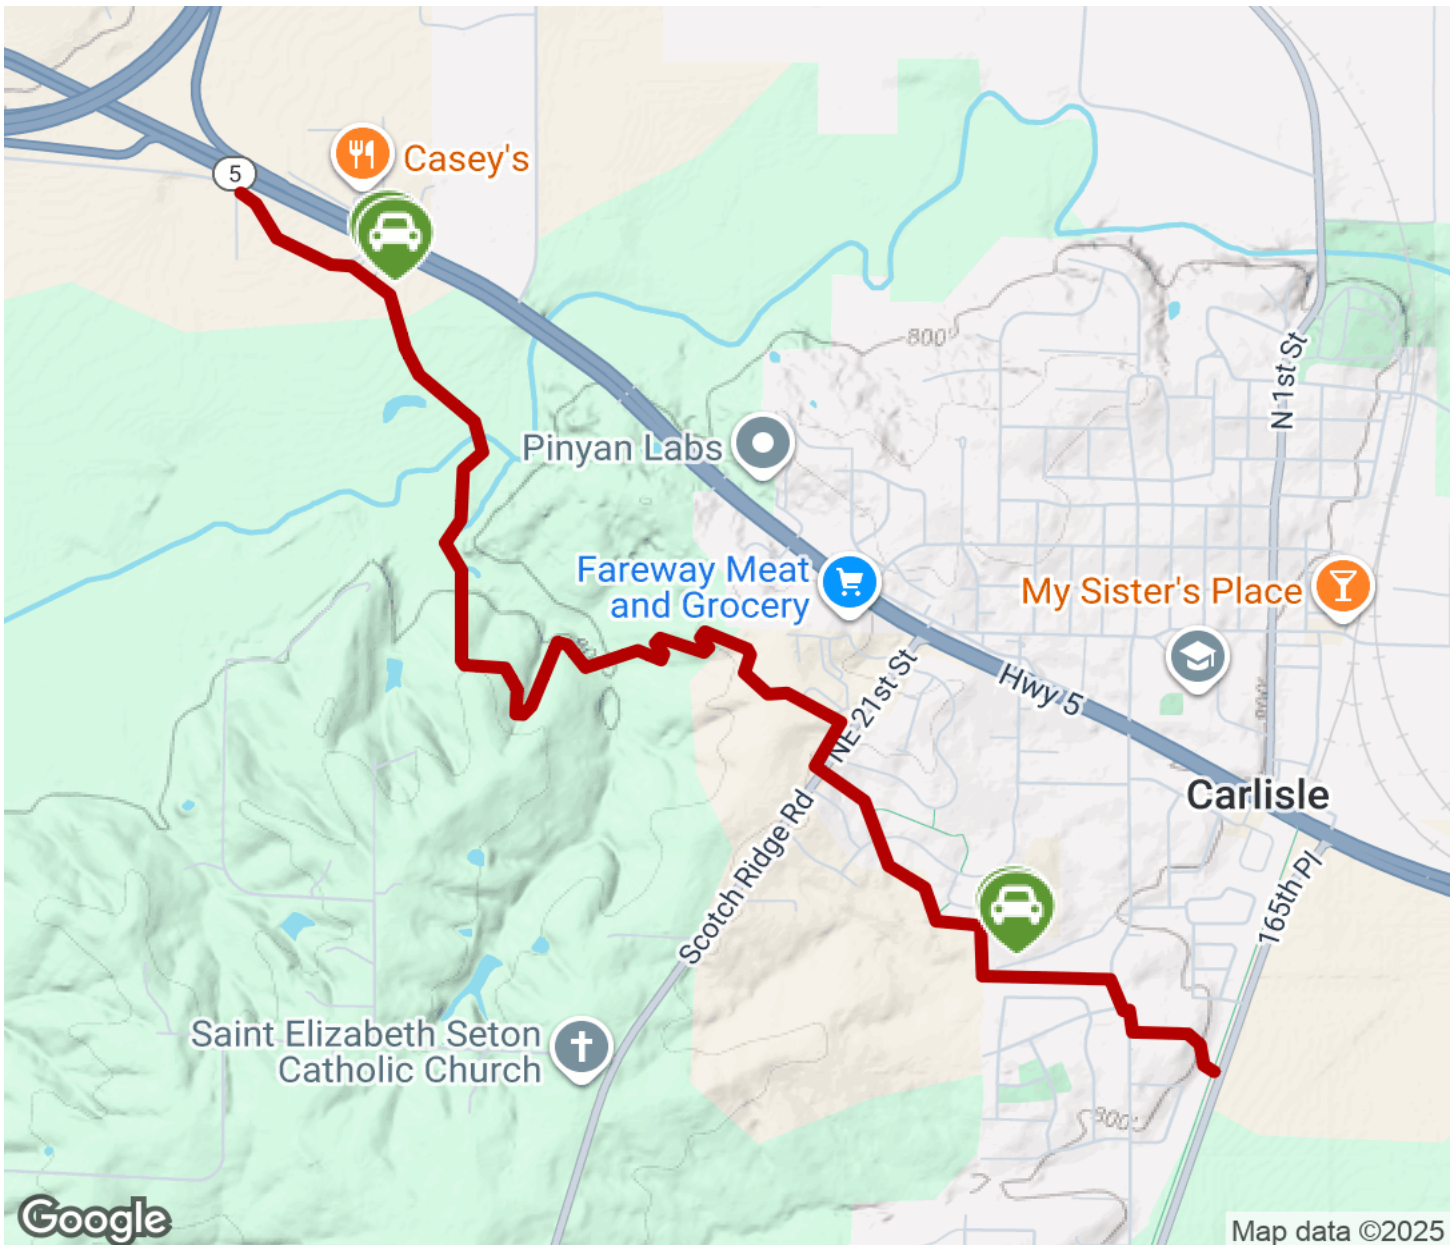 5
Casey's
800'
N 1st St
Pinyan Labs
Fareway Meat
and Grocery
My Sister's Place
NE 21st St
Hwy 5
Carlisle
Scotch Ridge Rd
165th Pl
Saint Elizabeth Seton
Catholic Church
800'
Google
Map data ©2025